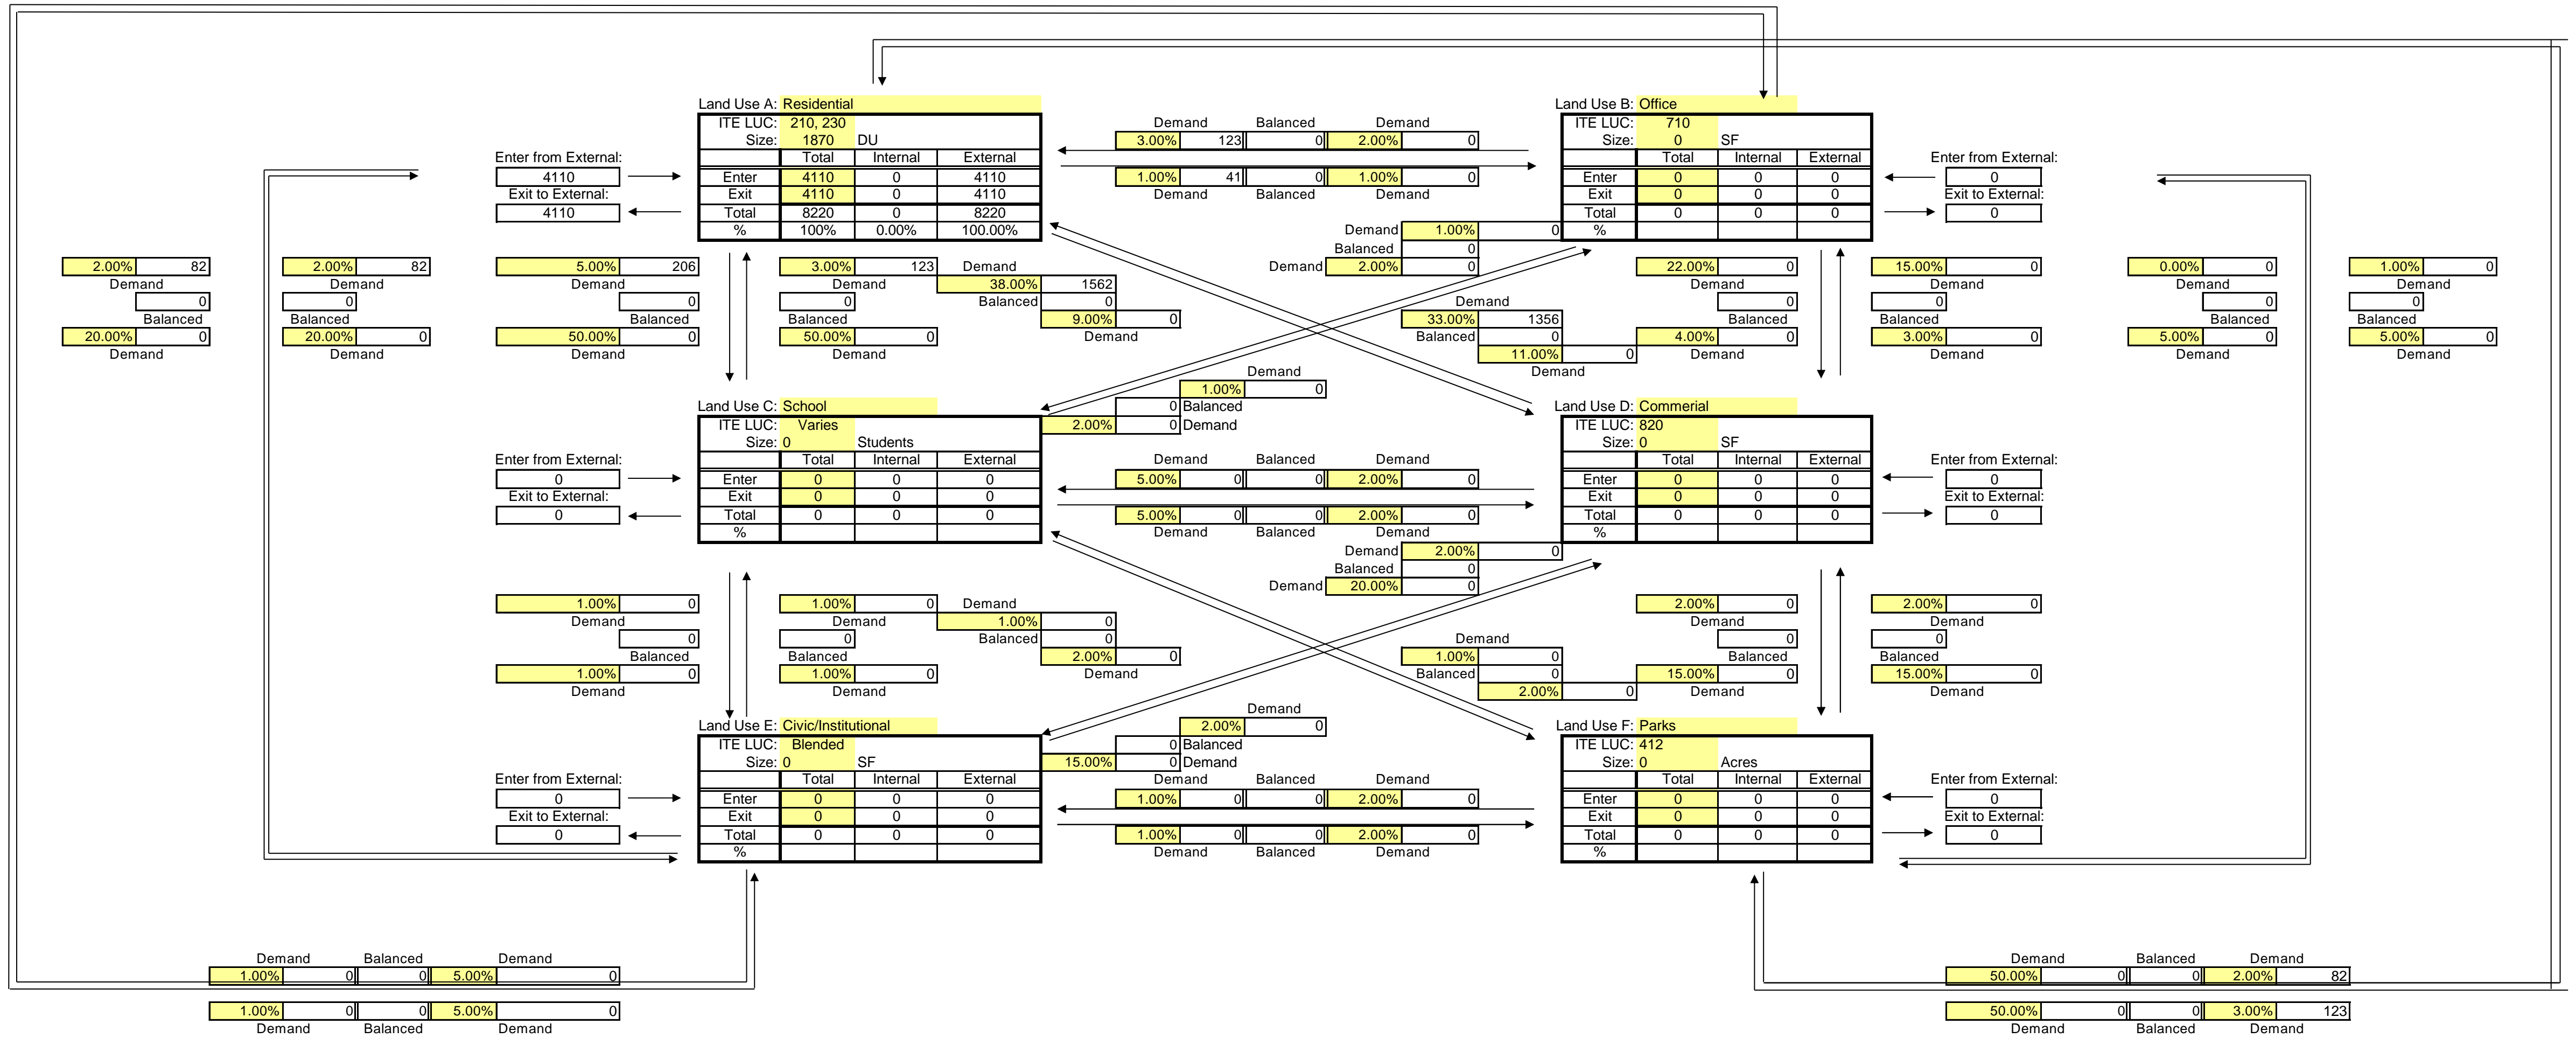 Land Use A: Residential
ITE LUC: 210, 230
Size: 1870 DU
Total Internal External
Enter 4110 0 4110
Exit 4110 0 4110
Total 8220 0 8220
% 100% 0.00% 100.00%
Enter from External:
4110
Exit to External:
4110
Demand Balanced Demand
3.00% 123 0 2.00% 0
1.00% 41 0 1.00% 0
Demand Balanced Demand
Land Use B: Office
ITE LUC: 710
Size: 0 SF
Total Internal External
Enter 0 0 0
Exit 0 0 0
Total 0 0 0
%
Enter from External:
0
Exit to External:
0
Demand 1.00% 0
Balanced 0
Demand 2.00% 0
2.00% 82
Demand
0
Balanced
20.00% 0
Demand
2.00% 82
Demand
0
Balanced
20.00% 0
Demand
5.00% 206
Demand
0
Balanced
50.00% 0
Demand
3.00% 123
Demand
0
Balanced
50.00% 0
Demand
Demand
38.00% 1562
Balanced 0
9.00% 0
Demand
Demand
33.00% 1356
Balanced 0
11.00% 0
Demand
22.00% 0
Demand
0
Balanced
4.00% 0
Demand
15.00% 0
Demand
0
Balanced
3.00% 0
Demand
0.00% 0
Demand
0
Balanced
5.00% 0
Demand
1.00% 0
Demand
0
Balanced
5.00% 0
Demand
Demand
1.00% 0
0 Balanced
2.00% 0 Demand
Land Use C: School
ITE LUC: Varies
Size: 0 Students
Total Internal External
Enter 0 0 0
Exit 0 0 0
Total 0 0 0
%
Enter from External:
0
Exit to External:
0
Demand Balanced Demand
5.00% 0 0 2.00% 0
5.00% 0 0 2.00% 0
Demand Balanced Demand
Land Use D: Commerial
ITE LUC: 820
Size: 0 SF
Total Internal External
Enter 0 0 0
Exit 0 0 0
Total 0 0 0
%
Enter from External:
0
Exit to External:
0
Demand 2.00% 0
Balanced 0
Demand 20.00% 0
1.00% 0
Demand
0
Balanced
1.00% 0
Demand
1.00% 0
Demand
0
Balanced
1.00% 0
Demand
Demand
1.00% 0
Balanced 0
2.00% 0
Demand
Demand
1.00% 0
Balanced 0
2.00% 0
2.00% 0
Demand
0
Balanced
15.00% 0
Demand
2.00% 0
Demand
0
Balanced
15.00% 0
Demand
Demand
2.00% 0
0 Balanced
15.00% 0 Demand
Land Use E: Civic/Institutional
ITE LUC: Blended
Size: 0 SF
Total Internal External
Enter 0 0 0
Exit 0 0 0
Total 0 0 0
%
Enter from External:
0
Exit to External:
0
Demand Balanced Demand
1.00% 0 0 2.00% 0
1.00% 0 0 2.00% 0
Demand Balanced Demand
Land Use F: Parks
ITE LUC: 412
Size: 0 Acres
Total Internal External
Enter 0 0 0
Exit 0 0 0
Total 0 0 0
%
Enter from External:
0
Exit to External:
0
Demand Balanced Demand
1.00% 0 0 5.00% 0
1.00% 0 0 5.00% 0
Demand Balanced Demand
Demand Balanced Demand
50.00% 0 0 2.00% 82
50.00% 0 0 3.00% 123
Demand Balanced Demand